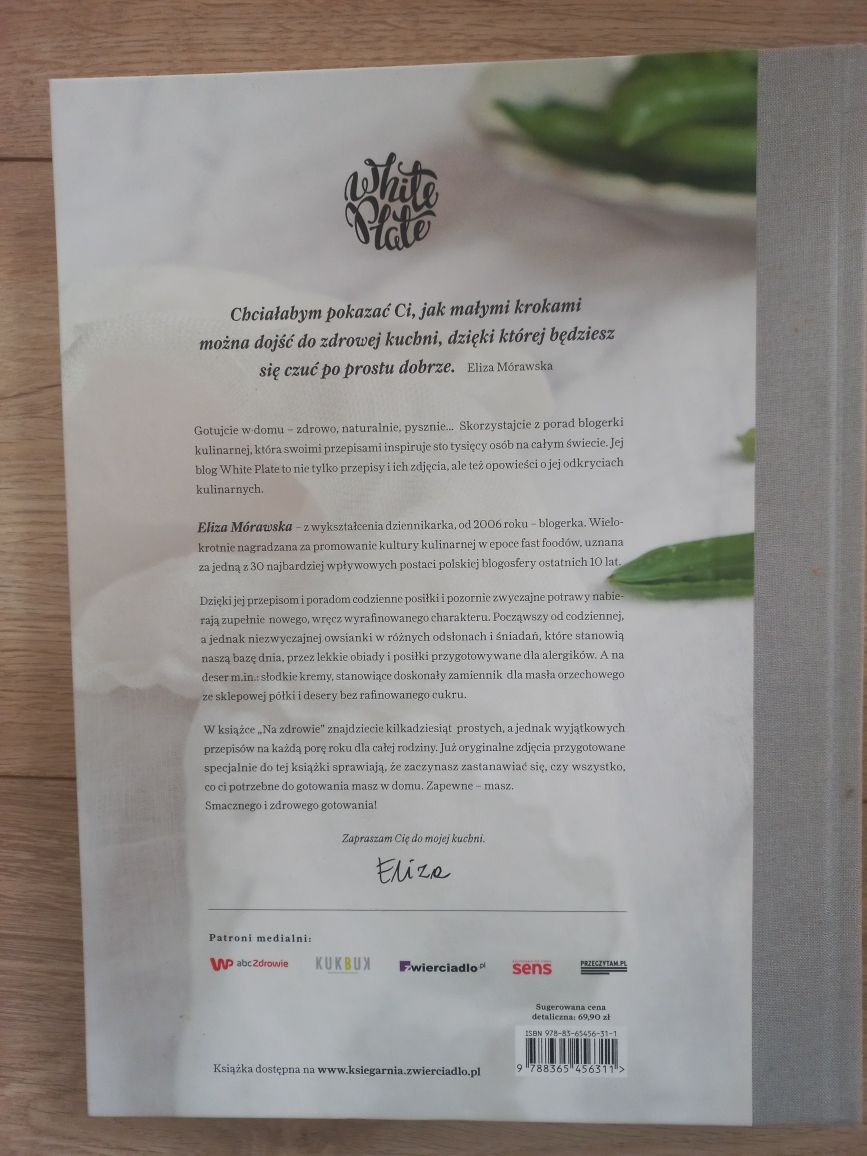 White
Plate
Chciałabym pokazać Ci, jak małymi krokami
można dojść do zdrowej kuchni, dzięki której będziesz
się czuć po prostu dobrze. Eliza Mórawska
Gotujcie w domu – zdrowo, naturalnie, pysznie... Skorzystajcie z porad blogerki
kulinarnej, która swoimi przepisami inspiruje sto tysięcy osób na całym świecie. Jej
blog White Plate to nie tylko przepisy i ich zdjęcia, ale też opowieści o jej odkryciach
kulinarnych.
Eliza Mórawska – z wykształcenia dziennikarka, od 2006 roku – blogerka. Wielo-
krotnie nagradzana za promowanie kultury kulinarnej w epoce fast foodów, uznana
za jedną z 30 najbardziej wpływowych postaci polskiej blogosfery ostatnich 10 lat.
Dzięki jej przepisom i poradom codzienne posiłki i pozornie zwyczajne potrawy nabie-
rają zupełnie nowego, wręcz wyrafinowanego charakteru. Począwszy od codziennej,
a jednak niezwyczajnej owsianki w różnych odsłonach i śniadań, które stanowią
naszą bazę dnia, przez lekkie obiady i posiłki przygotowywane dla alergików. A na
deser m.in.: słodkie kremy, stanowiące doskonały zamiennik dla masła orzechowego
ze sklepowej półki i desery bez rafinowanego cukru.
W książce „Na zdrowie” znajdziecie kilkadziesiąt prostych, a jednak wyjątkowych
przepisów na każdą porę roku dla całej rodziny. Już oryginalne zdjęcia przygotowane
specjalnie do tej książki sprawiają, że zaczynasz zastanawiać się, czy wszystko,
co ci potrzebne do gotowania masz w domu. Zapewne – masz.
Smacznego i zdrowego gotowania!
Zapraszam Cię do mojej kuchni.
Eliza
Patroni medialni:
WP abcZdrowie KUKBUK zwierciadlo.pl sens PRZECZYTAM.PL
Sugerowana cena
detaliczna: 69,90 zł
ISBN 978-83-65456-31-1
9 788365 456311 >
Książka dostępna na www.ksiegarnia.zwierciadlo.pl